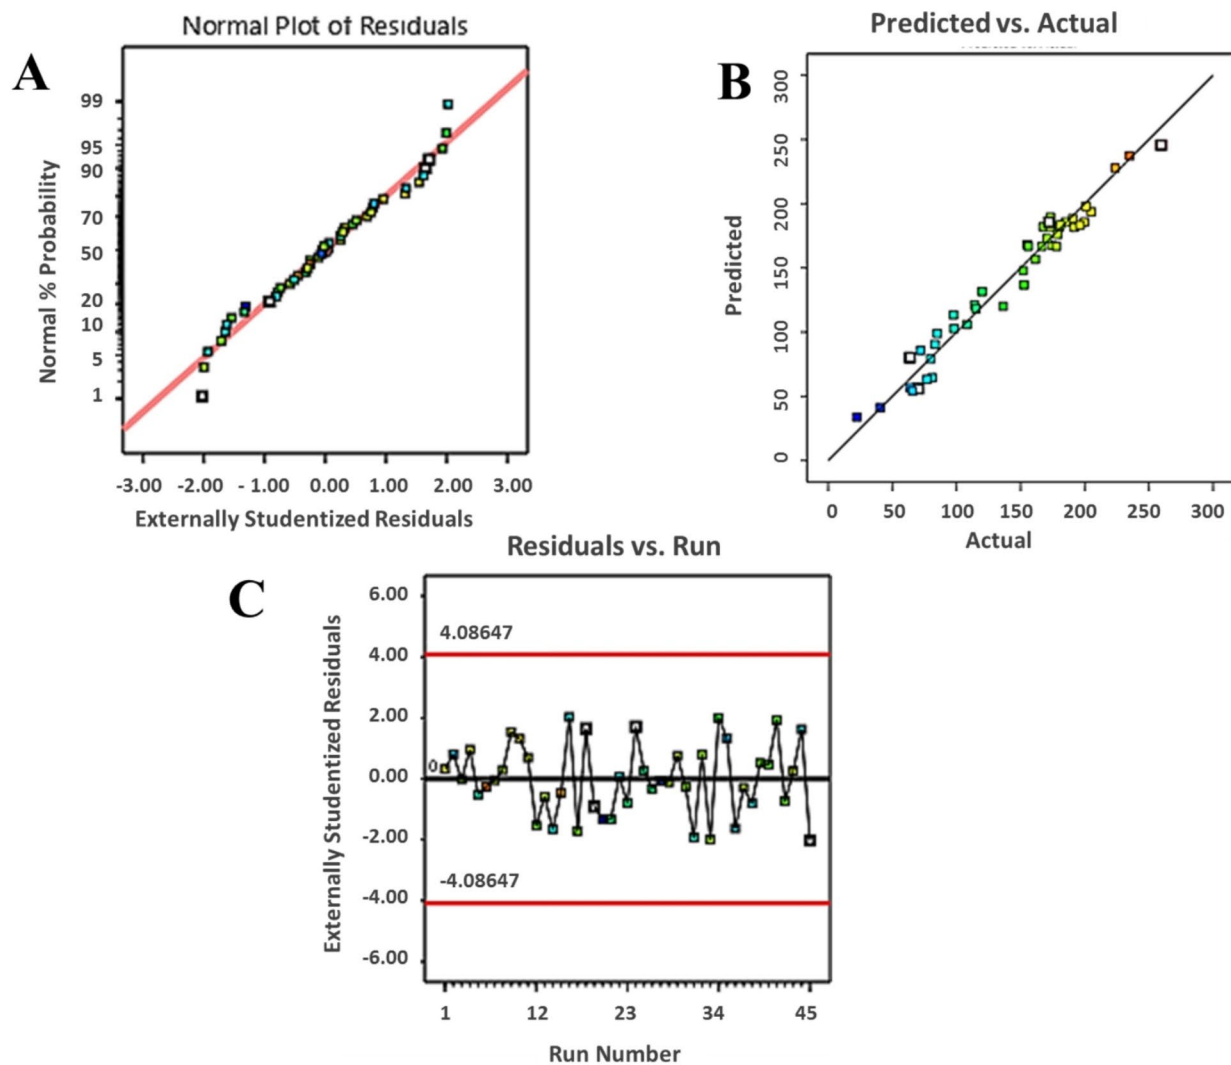 Normal Plot of Residuals
A
Normal % Probability
99
95
90
70
50
20
10
5
1
-3.00 -2.00 - 1.00 0.00 1.00 2.00 3.00
Externally Studentized Residuals
Predicted vs. Actual
B
Predicted
300
250
200
150
100
50
0
0 50 100 150 200 250 300
Actual
Residuals vs. Run
C
Externally Studentized Residuals
6.00
4.08647
4.00
2.00
0
0.00
-2.00
-4.08647
-4.00
-6.00
1 12 23 34 45
Run Number